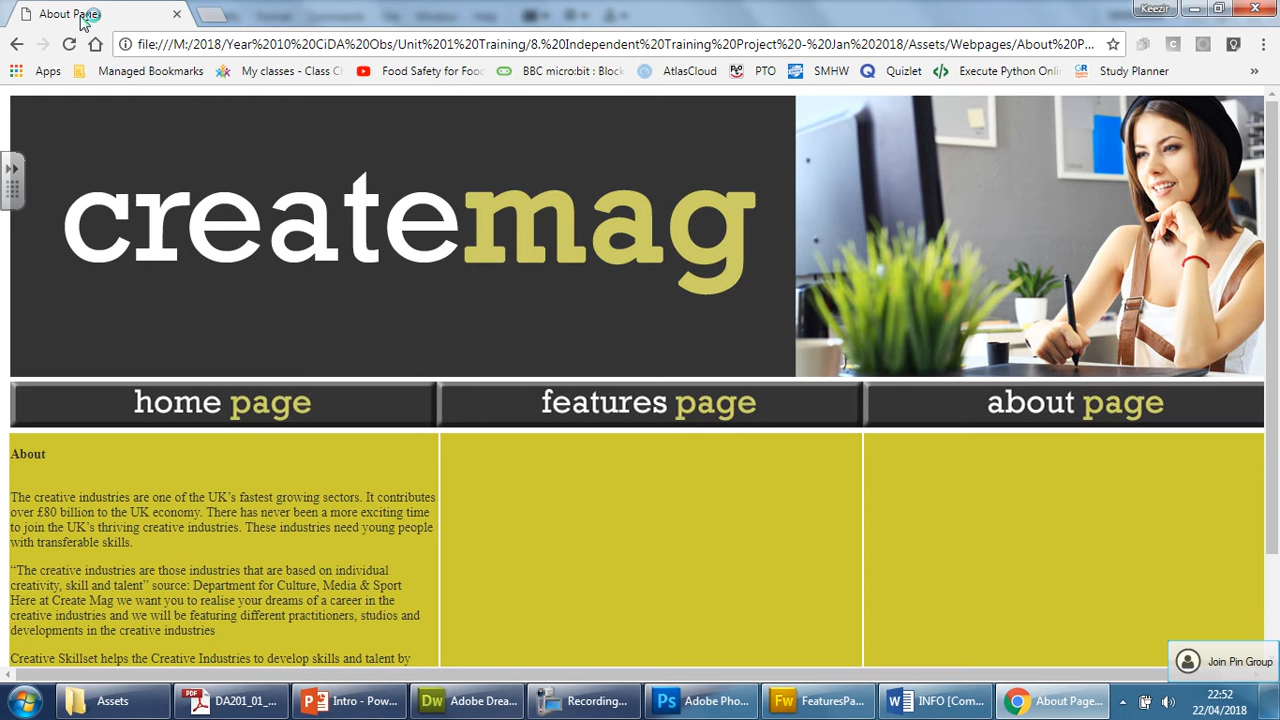 About Page
Keezir
file:///M:/2018/Year%2010%20CiDA%20Obs/Unit%201%20Training/8.%20Independent%20Training%20Project%20-%20Jan%202018/Assets/Webpages/About%20P...
Apps
Managed Bookmarks
My classes - Class C
Food Safety for Food
BBC micro:bit : Block
AtlasCloud
PTO
SMHW
Quizlet
Execute Python Onli
Study Planner
createmag
home page
features page
about page
About
The creative industries are one of the UK’s fastest growing sectors. It contributes
over £80 billion to the UK economy. There has never been a more exciting time
to join the UK’s thriving creative industries. These industries need young people
with transferable skills.
“The creative industries are those industries that are based on individual
creativity, skill and talent” source: Department for Culture, Media & Sport
Here at Create Mag we want you to realise your dreams of a career in the
creative industries and we will be featuring different practitioners, studios and
developments in the creative industries
Creative Skillset helps the Creative Industries to develop skills and talent by
Join Pin Group
Assets
DA201_01_...
Intro - Pow...
Adobe Drea...
Recording...
Adobe Pho...
FeaturesPa...
INFO [Com...
About Page...
22:52
22/04/2018